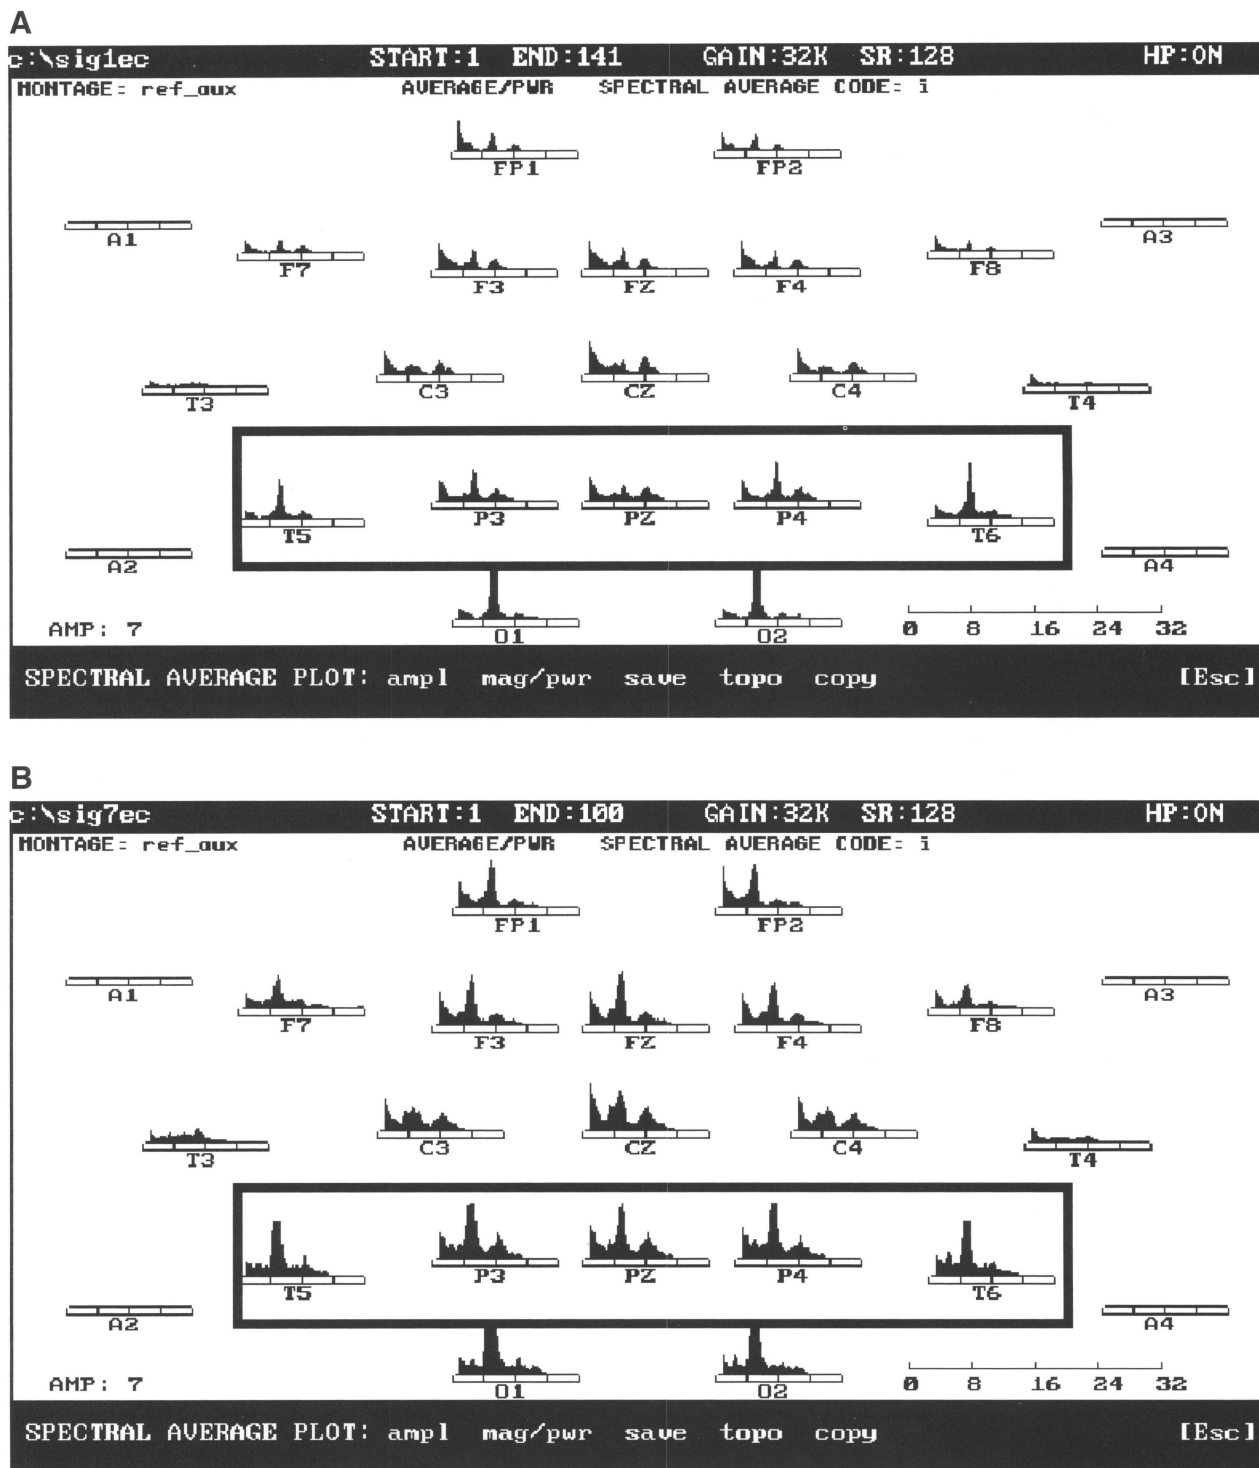 A
c:\sig1ec START:1 END:141 GAIN:32K SR:128 HP:ON
MONTAGE: ref_aux AVERAGE/PWR SPECTRAL AVERAGE CODE: i
FP1 FP2
A1 A3
F7 F3 FZ F4 F8
T3 C3 CZ C4 T4
T5 P3 PZ P4 T6
A2 A4
AMP: 7 O1 O2 0 8 16 24 32
SPECTRAL AVERAGE PLOT: ampl mag/pwr save topo copy [Esc]
B
c:\sig7ec START:1 END:100 GAIN:32K SR:128 HP:ON
MONTAGE: ref_aux AVERAGE/PWR SPECTRAL AVERAGE CODE: i
FP1 FP2
A1 A3
F7 F3 FZ F4 F8
T3 C3 CZ C4 T4
T5 P3 PZ P4 T6
A2 A4
AMP: 7 O1 O2 0 8 16 24 32
SPECTRAL AVERAGE PLOT: ampl mag/pwr save topo copy [Esc]